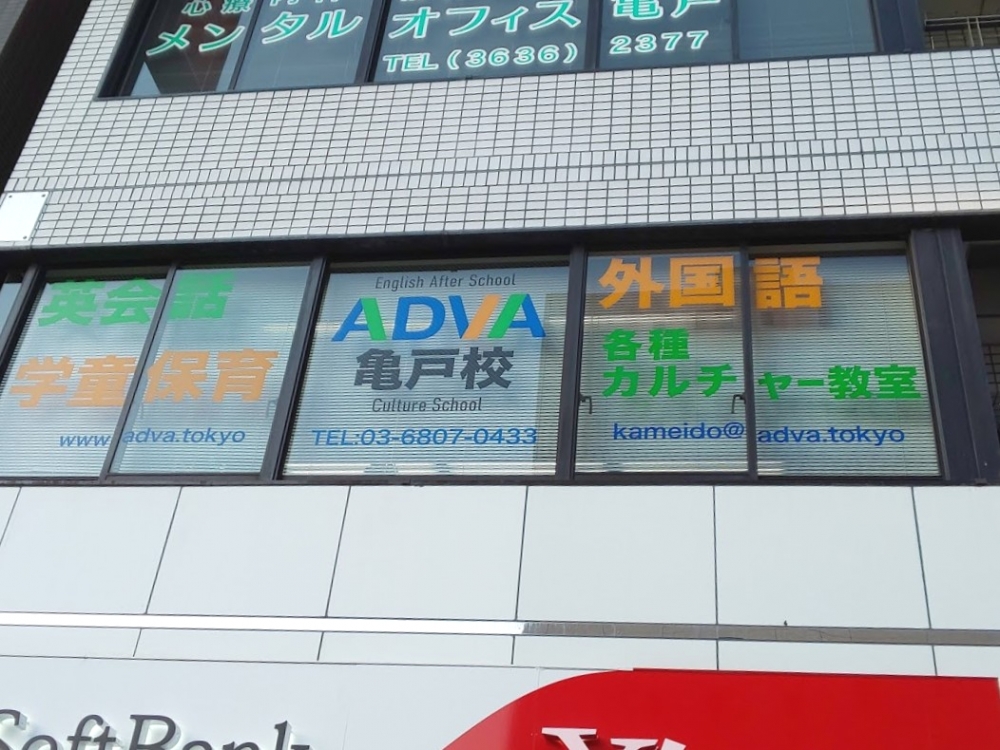 メンタル オフィス 亀戸
TEL (3636) 2377
英会話
学童保育
www.adva.tokyo
English After School
ADVA
亀戸校
Culture School
TEL:03-6807-0433
外国語
各種
カルチャー教室
kameido@adva.tokyo
SoftBank